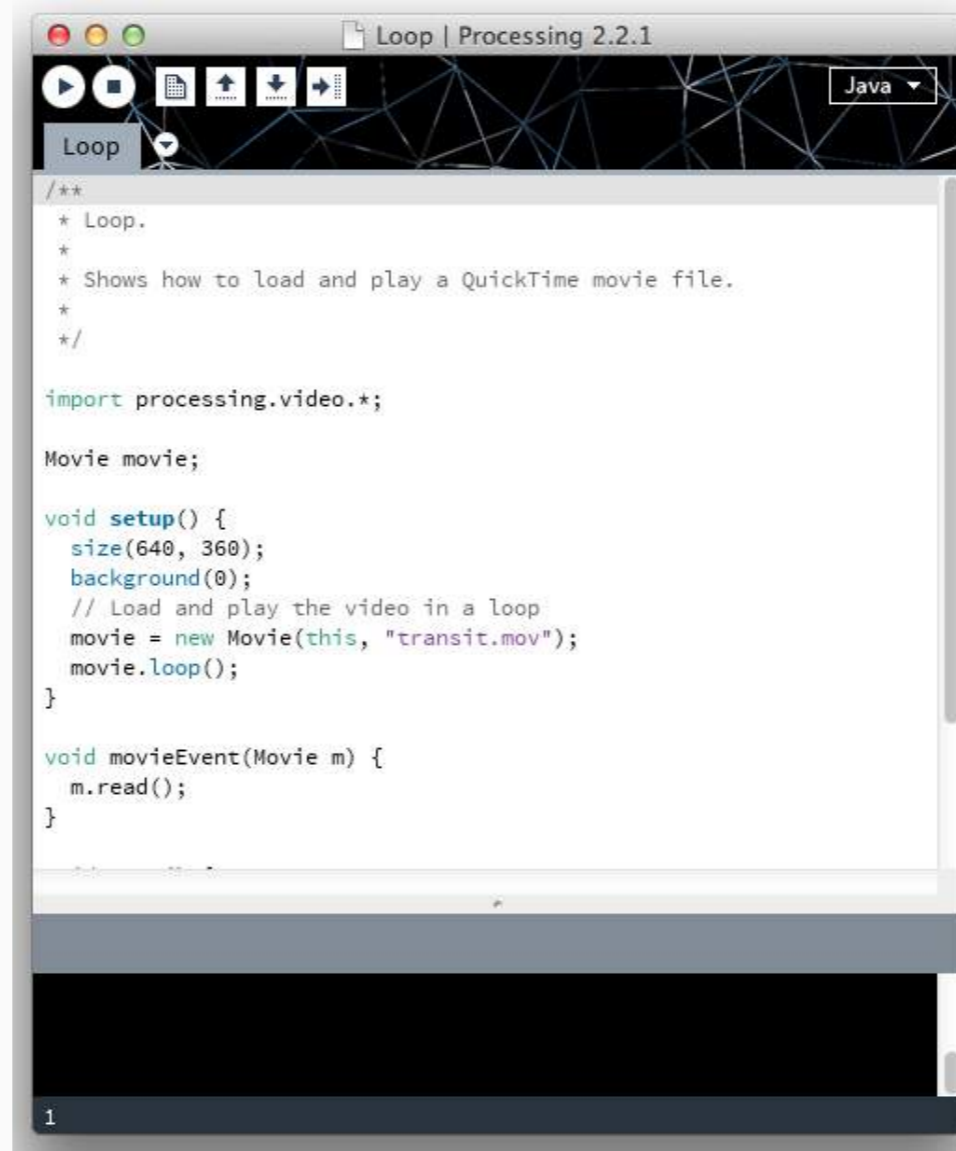 Loop | Processing 2.2.1
Java
Loop
/**
 * Loop.
 *
 * Shows how to load and play a QuickTime movie file.
 *
 */
import processing.video.*;
Movie movie;
void setup() {
  size(640, 360);
  background(0);
  // Load and play the video in a loop
  movie = new Movie(this, "transit.mov");
  movie.loop();
}
void movieEvent(Movie m) {
  m.read();
}
1